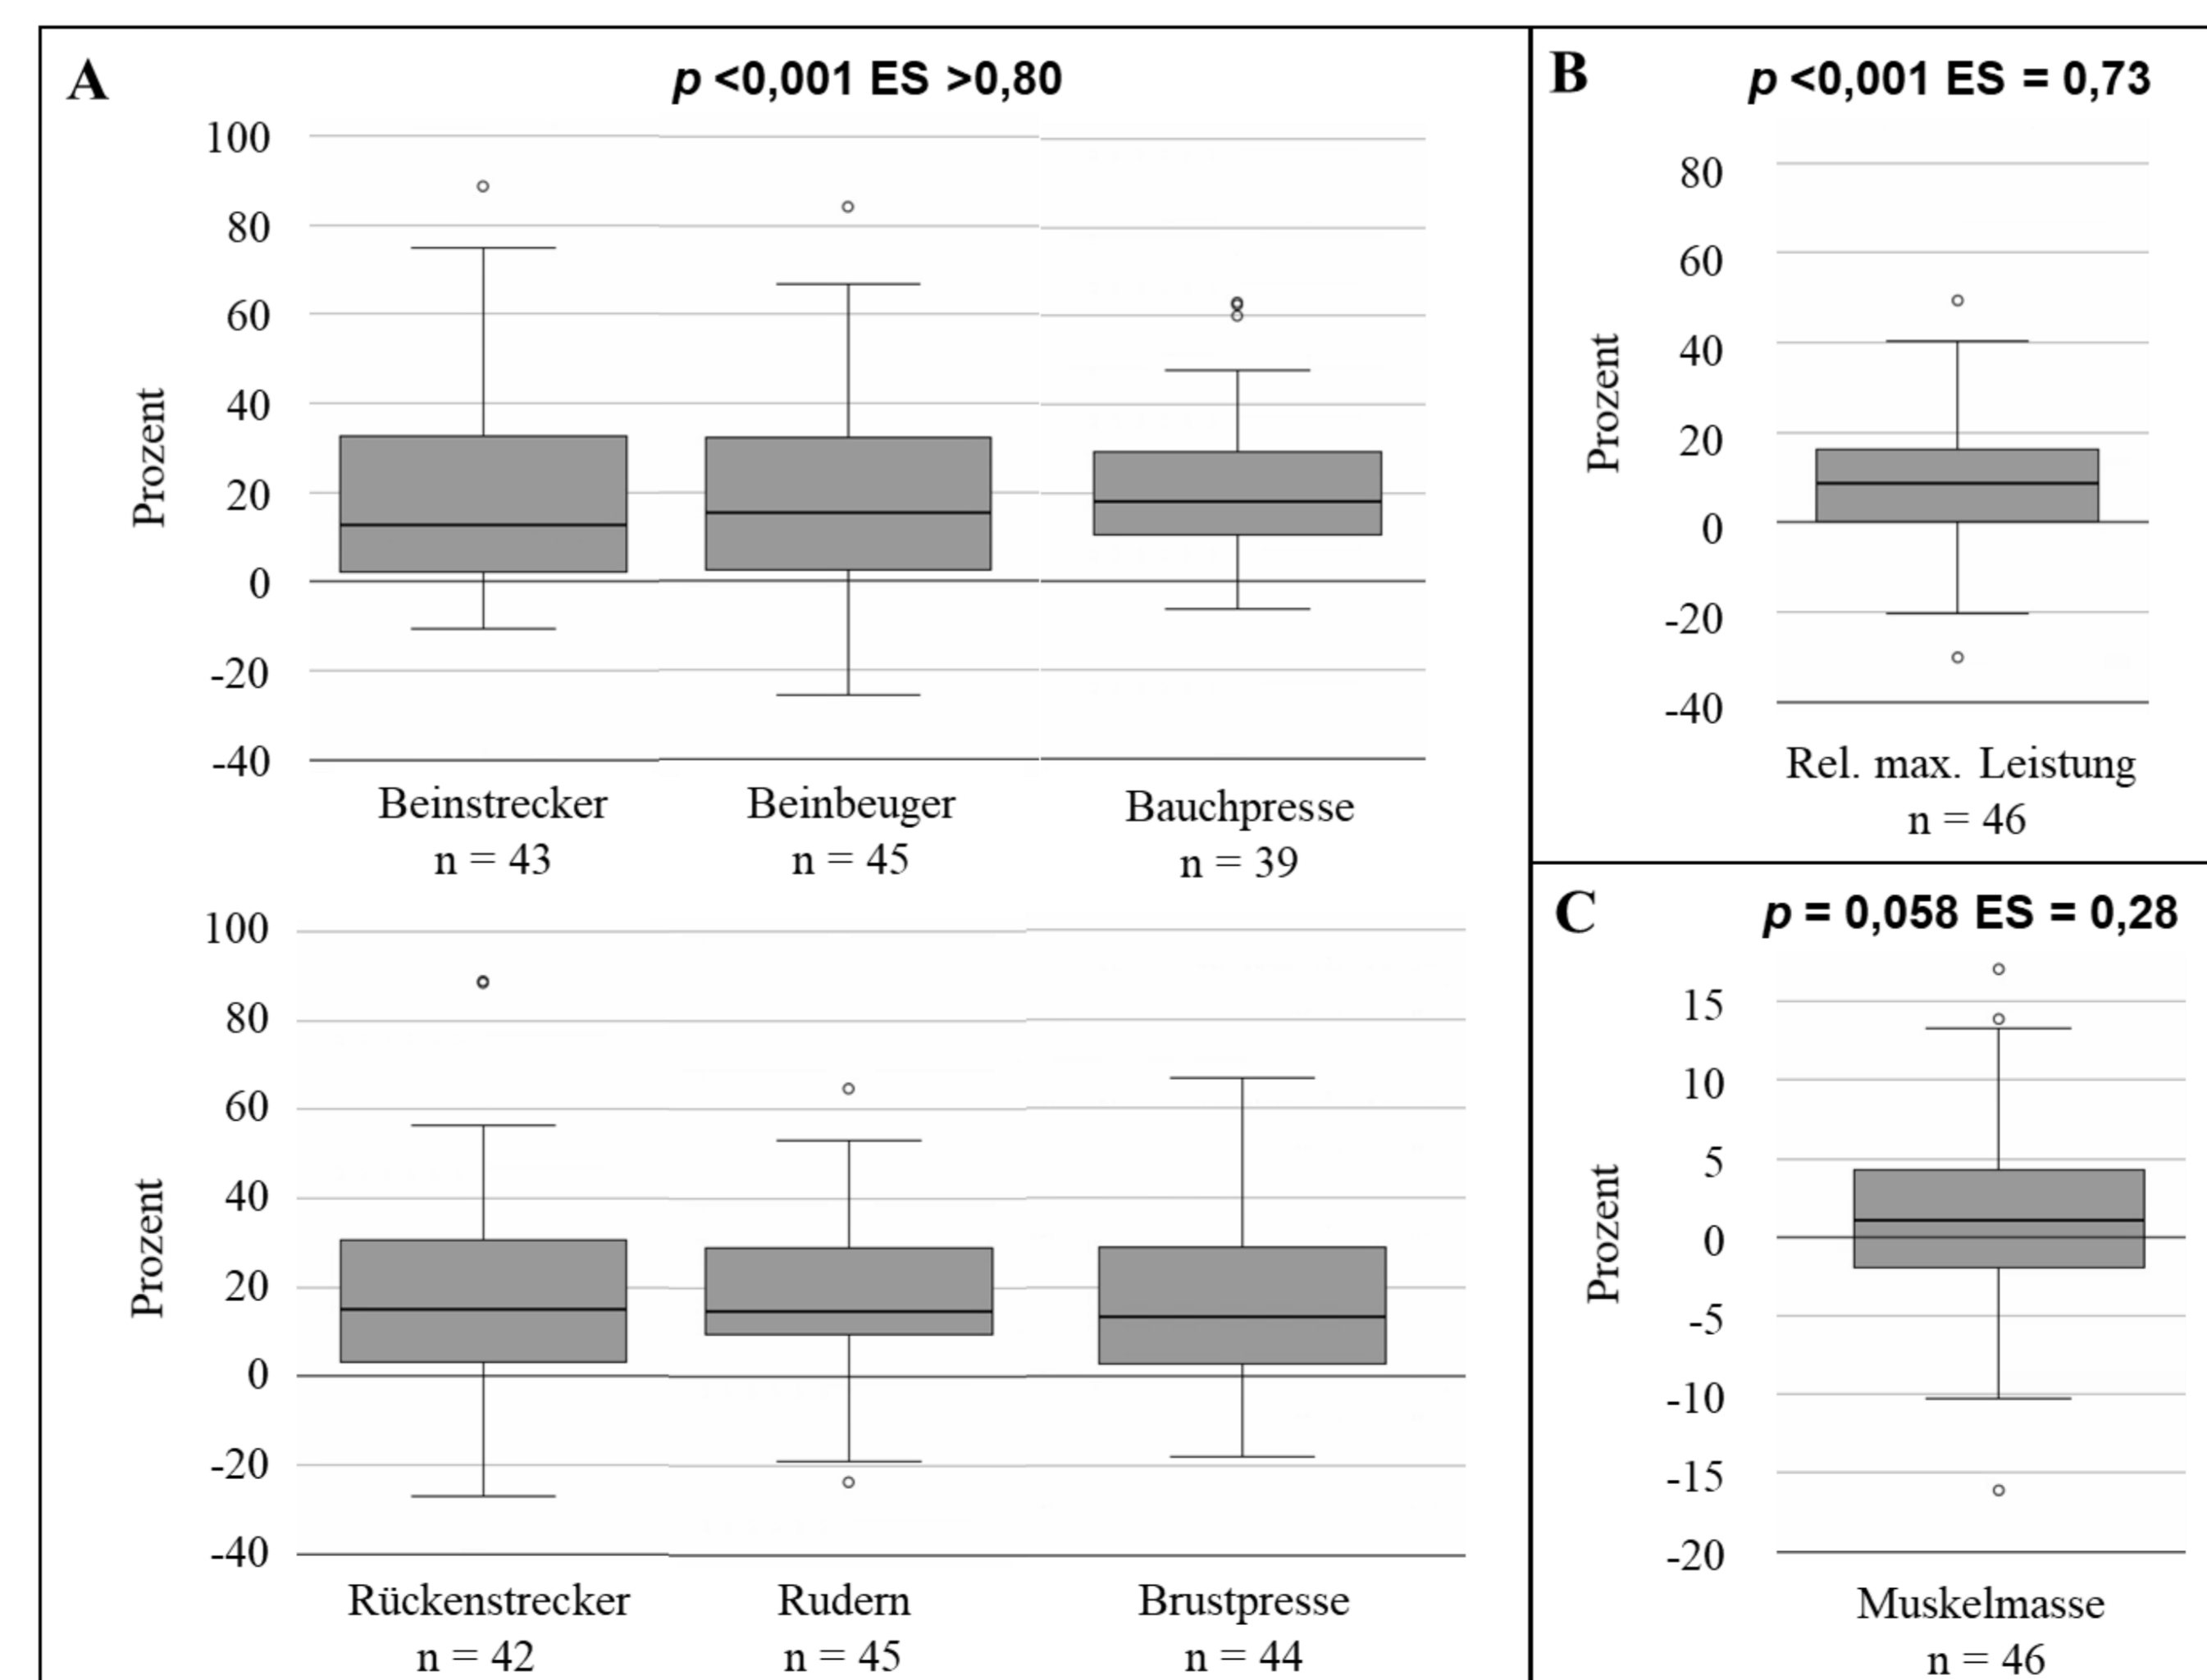 A
p <0,001 ES >0,80
100
80
60
40
20
0
-20
-40
Prozent
Beinstrecker
n = 43
Beinbeuger
n = 45
Bauchpresse
n = 39
100
80
60
40
20
0
-20
-40
Prozent
Rückenstrecker
n = 42
Rudern
n = 45
Brustpresse
n = 44
B
p <0,001 ES = 0,73
80
60
40
20
0
-20
-40
Prozent
Rel. max. Leistung
n = 46
C
p = 0,058 ES = 0,28
15
10
5
0
-5
-10
-15
-20
Prozent
Muskelmasse
n = 46